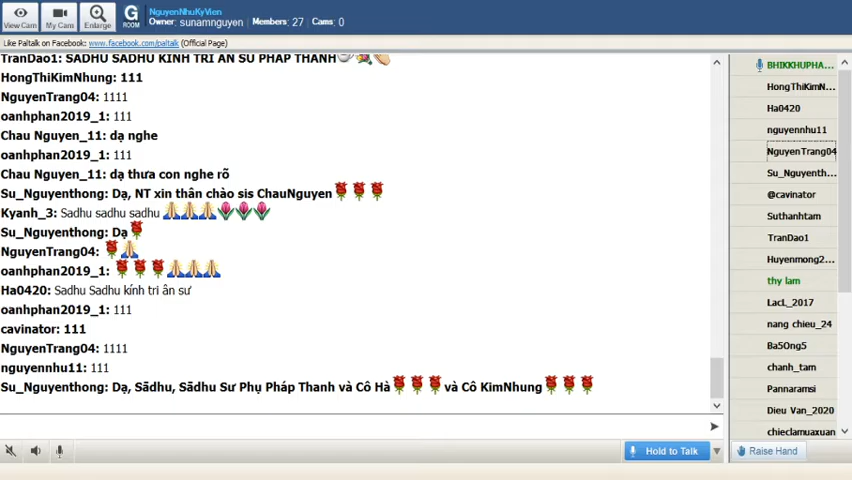 View Cam
My Cam
Enlarge
G
ROOM
NguyenNhuKyVien
Owner: sunamnguyen Members: 27 Cams: 0
Like Paltalk on Facebook: www.facebook.com/paltalk (Official Page)
TranDao1: SADHU SADHU KINH TRI AN SU PHAP THANH
HongThiKimNhung: 111
NguyenTrang04: 1111
oanhphan2019_1: 111
Chau Nguyen_11: dạ nghe
oanhphan2019_1: 111
Chau Nguyen_11: dạ thưa con nghe rõ
Su_Nguyenthong: Dạ, NT xin thân chào sis ChauNguyen
Kyanh_3: Sadhu sadhu sadhu
Su_Nguyenthong: Dạ
NguyenTrang04:
oanhphan2019_1:
Ha0420: Sadhu Sadhu kính tri ân sư
oanhphan2019_1: 111
cavinator: 111
NguyenTrang04: 1111
nguyennhu11: 111
Su_Nguyenthong: Dạ, Sādhu, Sādhu Sư Phụ Pháp Thanh và Cô Hà và Cô KimNhung
Hold to Talk
BHIKKHUPHA...
HongThiKimN...
Ha0420
nguyennhu11
NguyenTrang04
Su_Nguyenth...
@cavinator
Suthanhtam
TranDao1
Huyenmong2...
thy lam
LacL_2017
nang chieu_24
Ba5Ong5
chanh_tam
Pannaramsi
Dieu Van_2020
chieclamuaxuan
Raise Hand